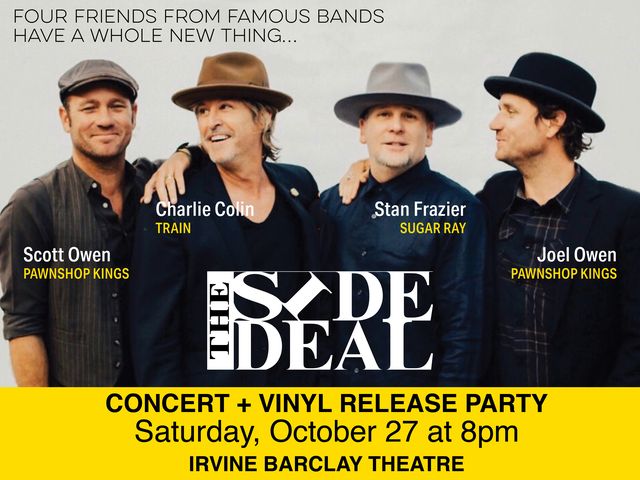 FOUR FRIENDS FROM FAMOUS BANDS
HAVE A WHOLE NEW THING...
Charlie Colin
TRAIN
Stan Frazier
SUGAR RAY
Scott Owen
PAWNSHOP KINGS
Joel Owen
PAWNSHOP KINGS
THE
SIDE
DEAL
CONCERT + VINYL RELEASE PARTY
Saturday, October 27 at 8pm
IRVINE BARCLAY THEATRE